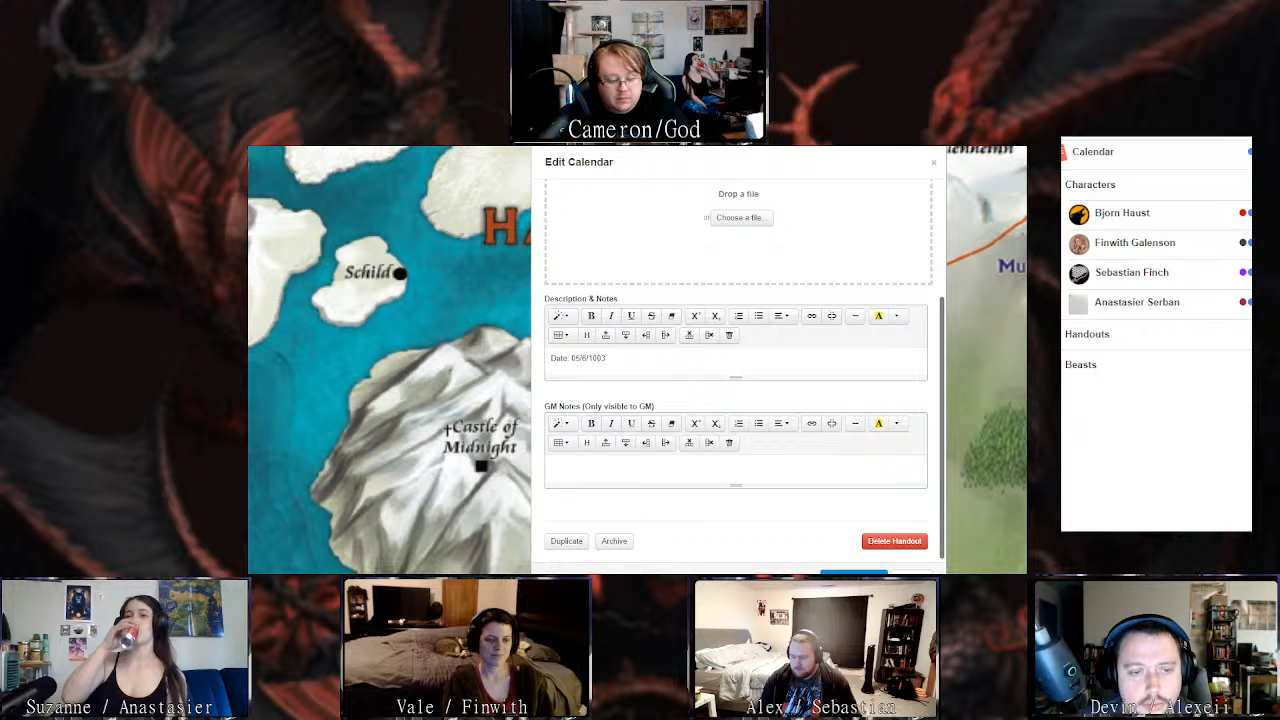 Cameron/God
Edit Calendar
Drop a file
or Choose a file...
Description & Notes
Date: 05/6/1003
GM Notes (Only visible to GM)
Duplicate
Archive
Delete Handout
Schild
Castle of
Midnight
Calendar
Characters
Bjorn Haust
Finwith Galenson
Sebastian Finch
Anastasier Serban
Handouts
Beasts
Suzanne / Anastasier
Vale / Finwith
Alex / Sebastian
Devin / Alexeii